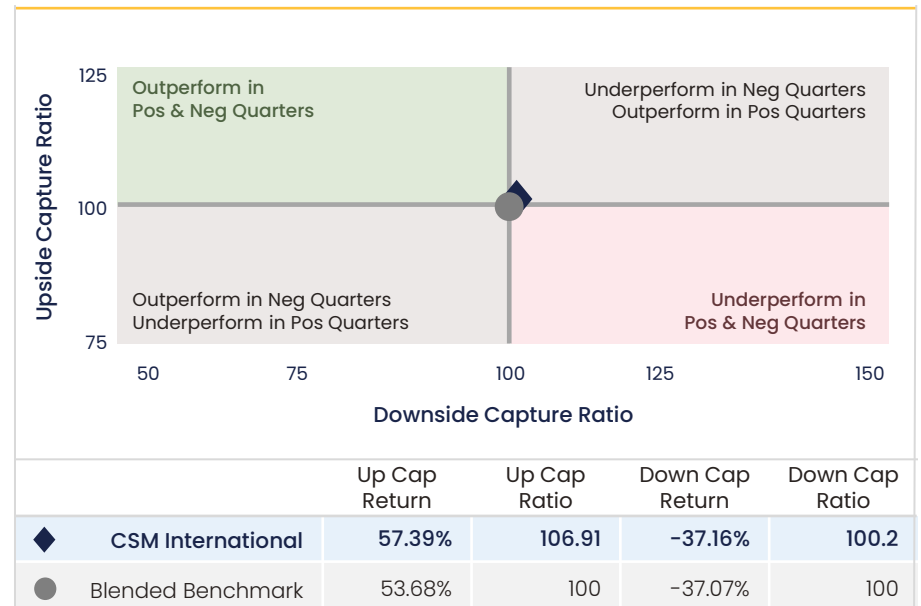 125
Outperform in
Pos & Neg Quarters
Underperform in Neg Quarters
Outperform in Pos Quarters
Upside Capture Ratio
100
Outperform in Neg Quarters
Underperform in Pos Quarters
Underperform in
Pos & Neg Quarters
75
50 75 100 125 150
Downside Capture Ratio
Up Cap Return Up Cap Ratio Down Cap Return Down Cap Ratio
CSM International 57.39% 106.91 -37.16% 100.2
Blended Benchmark 53.68% 100 -37.07% 100